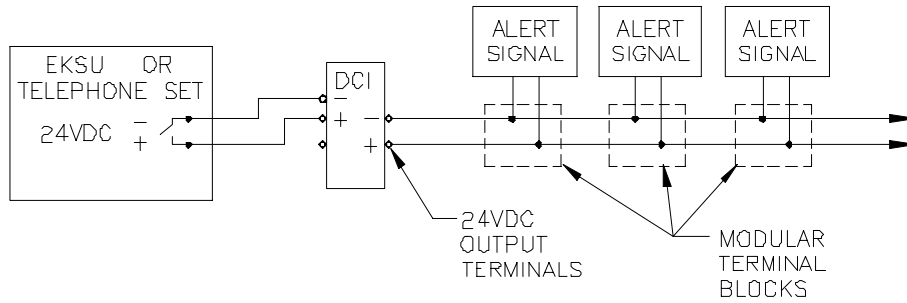 EKSU OR
TELEPHONE SET
24VDC
−
+
DCI
−
+
−
+
ALERT
SIGNAL
ALERT
SIGNAL
ALERT
SIGNAL
24VDC
OUTPUT
TERMINALS
MODULAR
TERMINAL
BLOCKS